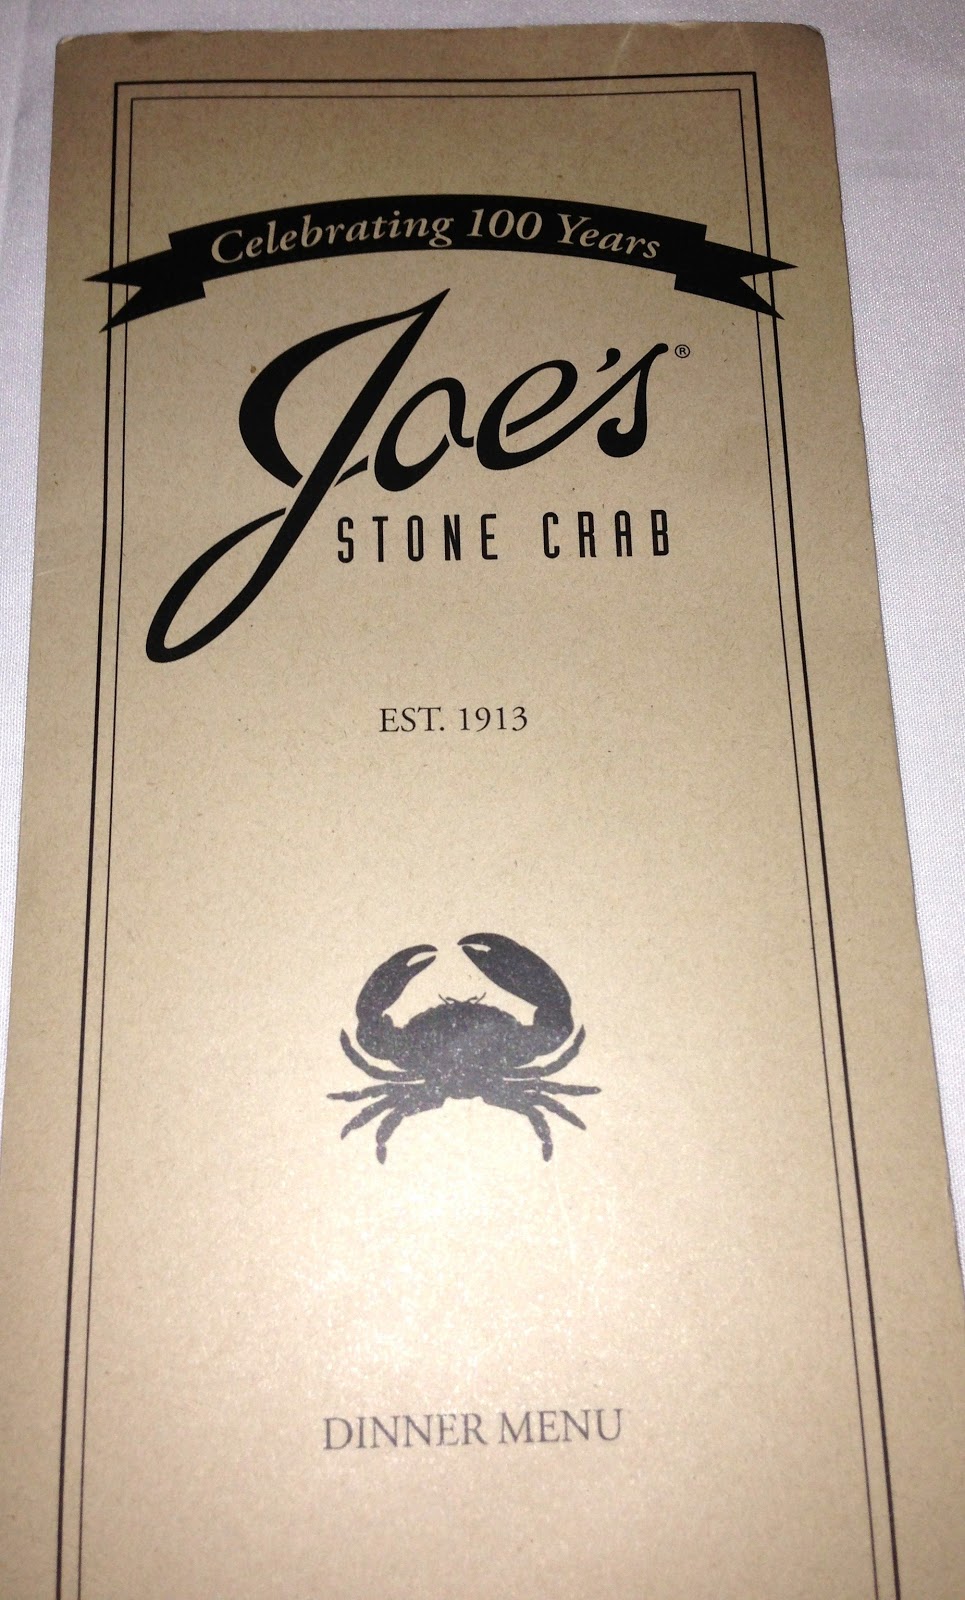 Celebrating 100 Years
Joe's®
STONE CRAB
EST. 1913
DINNER MENU